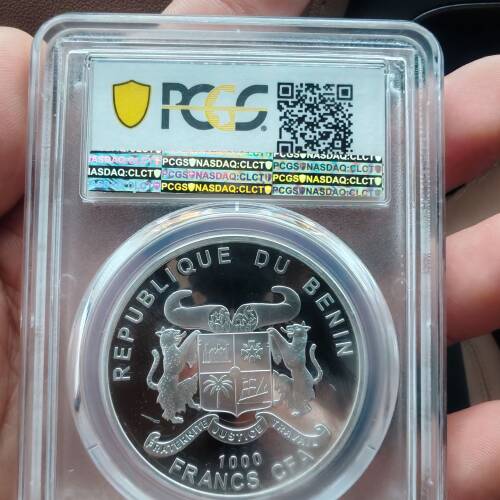 PCGS
PCGS NASDAQ:CLCT PCGS NASDAQ:CLCT
NASDAQ:CLCT PCGS NASDAQ:CLCT PCGS
PCGS NASDAQ:CLCT PCGS NASDAQ:CLCT
REPUBLIQUE DU BENIN
FRATERNITE JUSTICE TRAVAIL
1000
FRANCS CFA